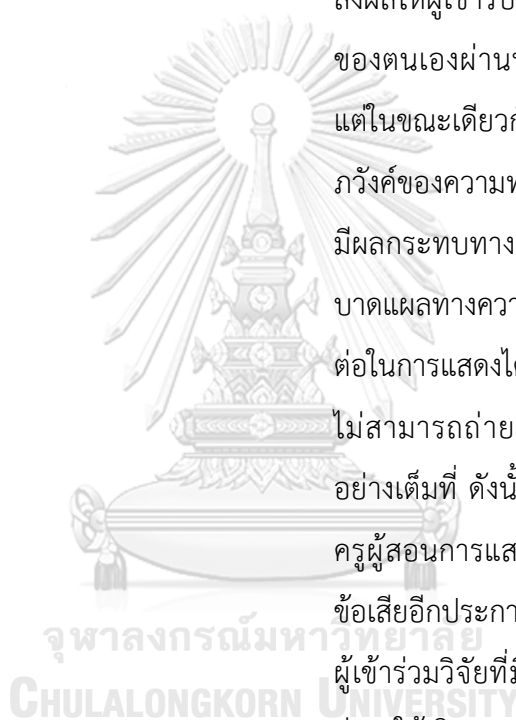 ของตนเองผ่าน
แต่ในขณะเดียวกั
ภวังค์ของความท
มีผลกระทบทาง
บาดแผลทางควา
ต่อในการแสดงได
ไม่สามารถถ่าย
อย่างเต็มที่ ดังนั้
ครูผู้สอนการแส
ข้อเสียอีกประกา
ผู้เข้าร่วมวิจัยที่มี
จุฬาลงกรณ์มหาวิทยาลัย
CHULALONGKORN UNIVERSITY